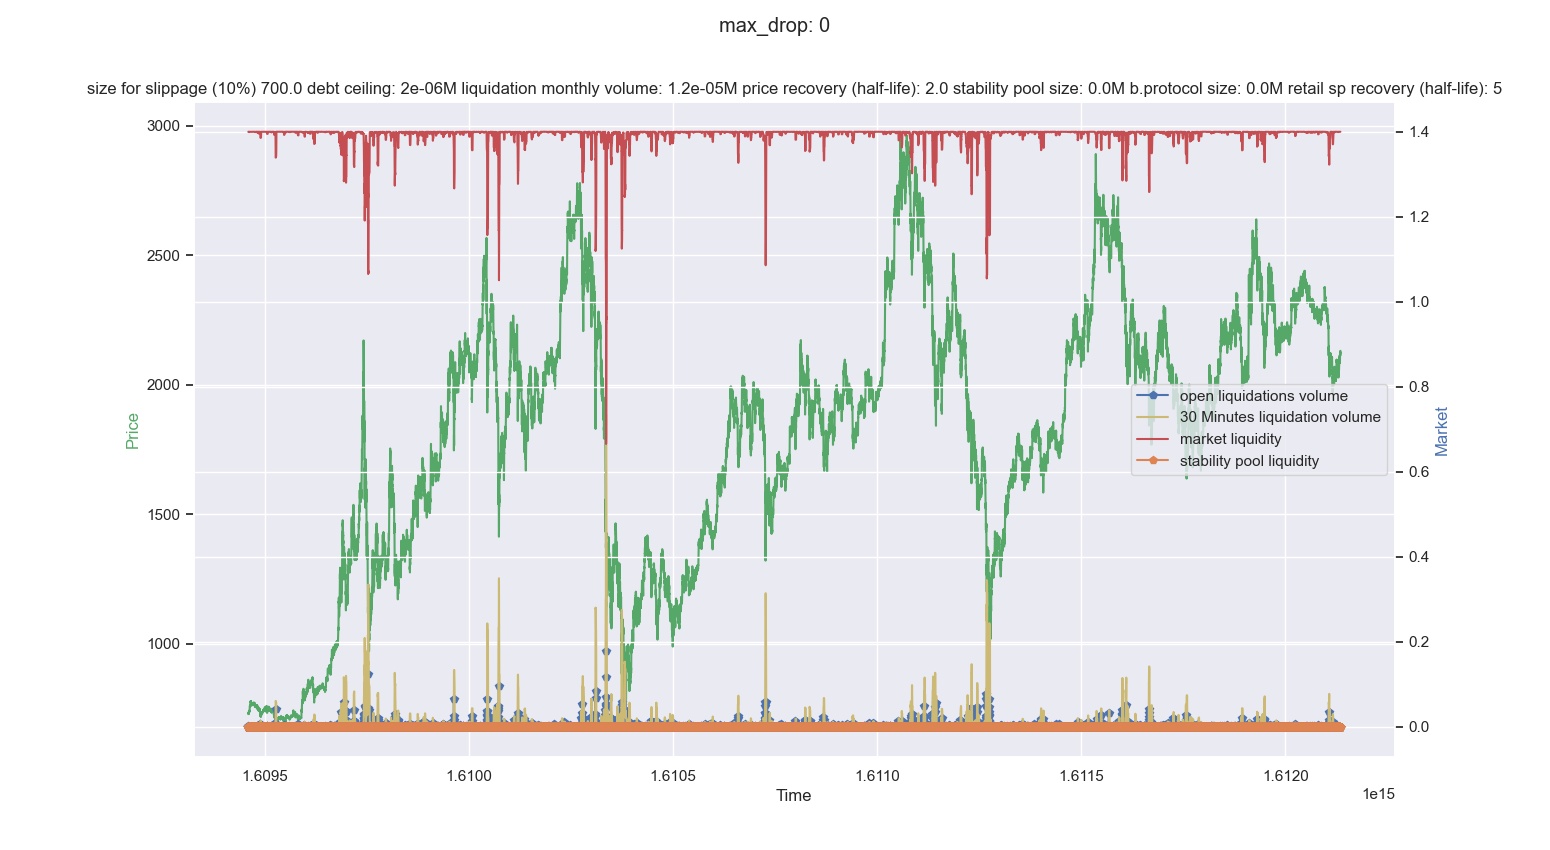 max_drop: 0
size for slippage (10%) 700.0 debt ceiling: 2e-06M liquidation monthly volume: 1.2e-05M price recovery (half-life): 2.0 stability pool size: 0.0M b.protocol size: 0.0M retail sp recovery (half-life): 5
3000
2500
2000
1500
1000
Price
1.4
1.2
1.0
0.8
0.6
0.4
0.2
0.0
Market
open liquidations volume
30 Minutes liquidation volume
market liquidity
stability pool liquidity
1.6095 1.6100 1.6105 1.6110 1.6115 1.6120
Time
1e15